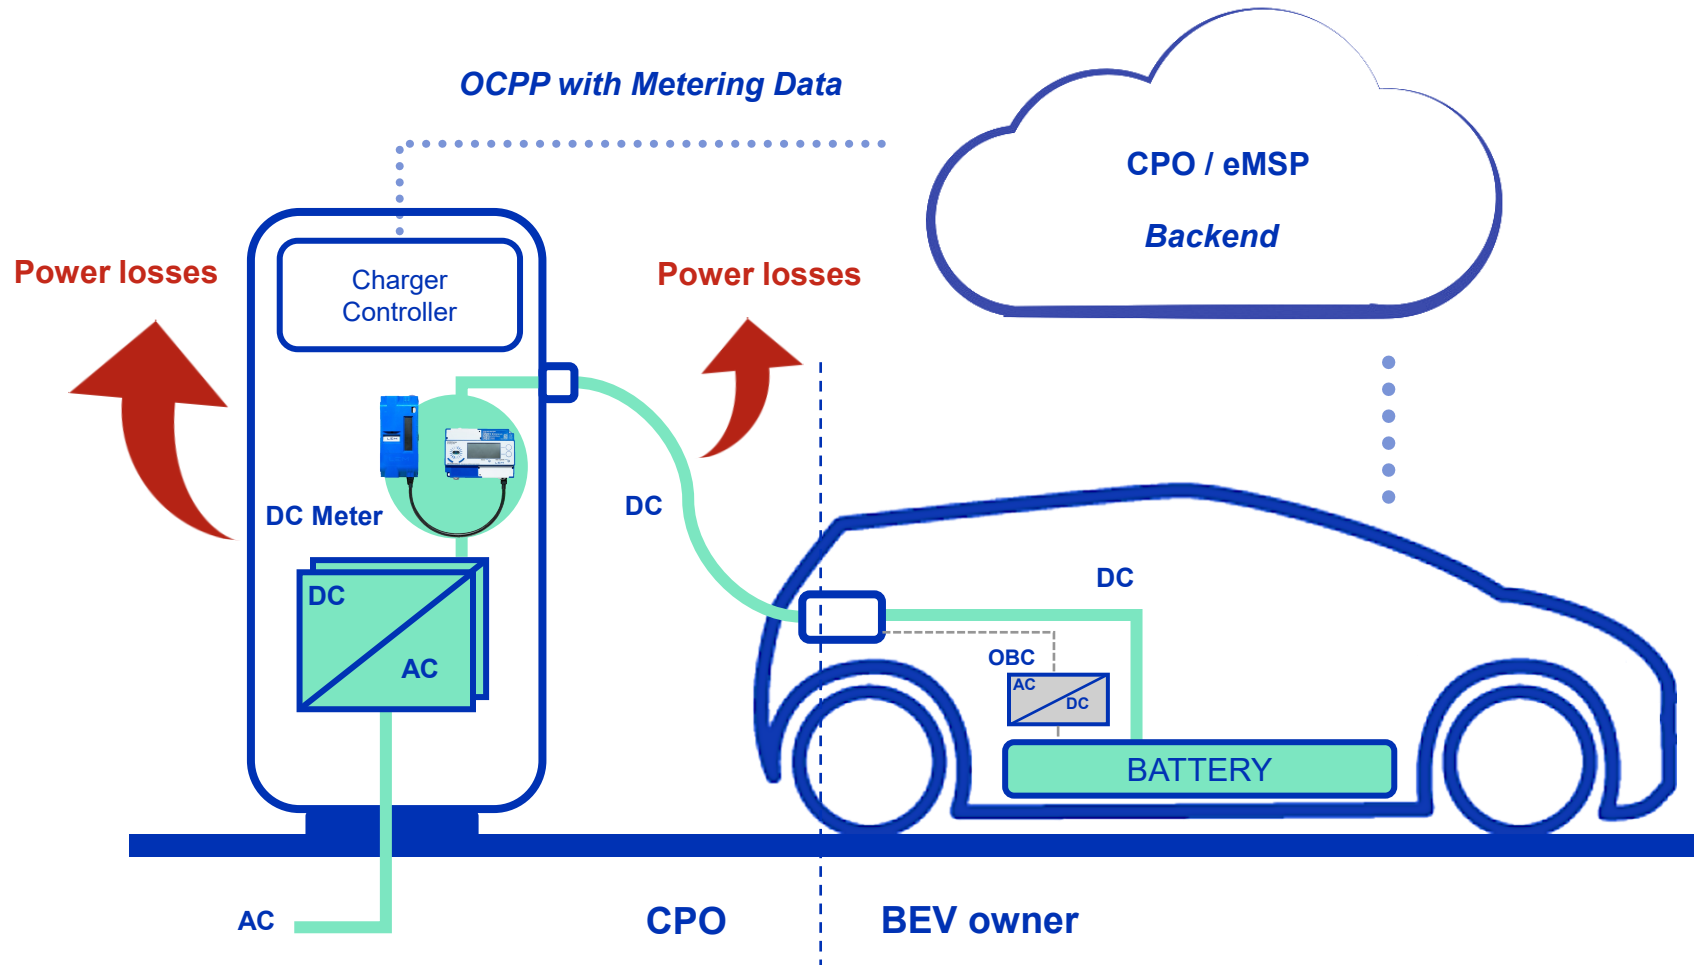 OCPP with Metering Data
CPO / eMSP
Backend
Power losses
Charger
Controller
Power losses
DC Meter
DC
DC
DC
AC
OBC
AC
DC
BATTERY
AC
CPO
BEV owner